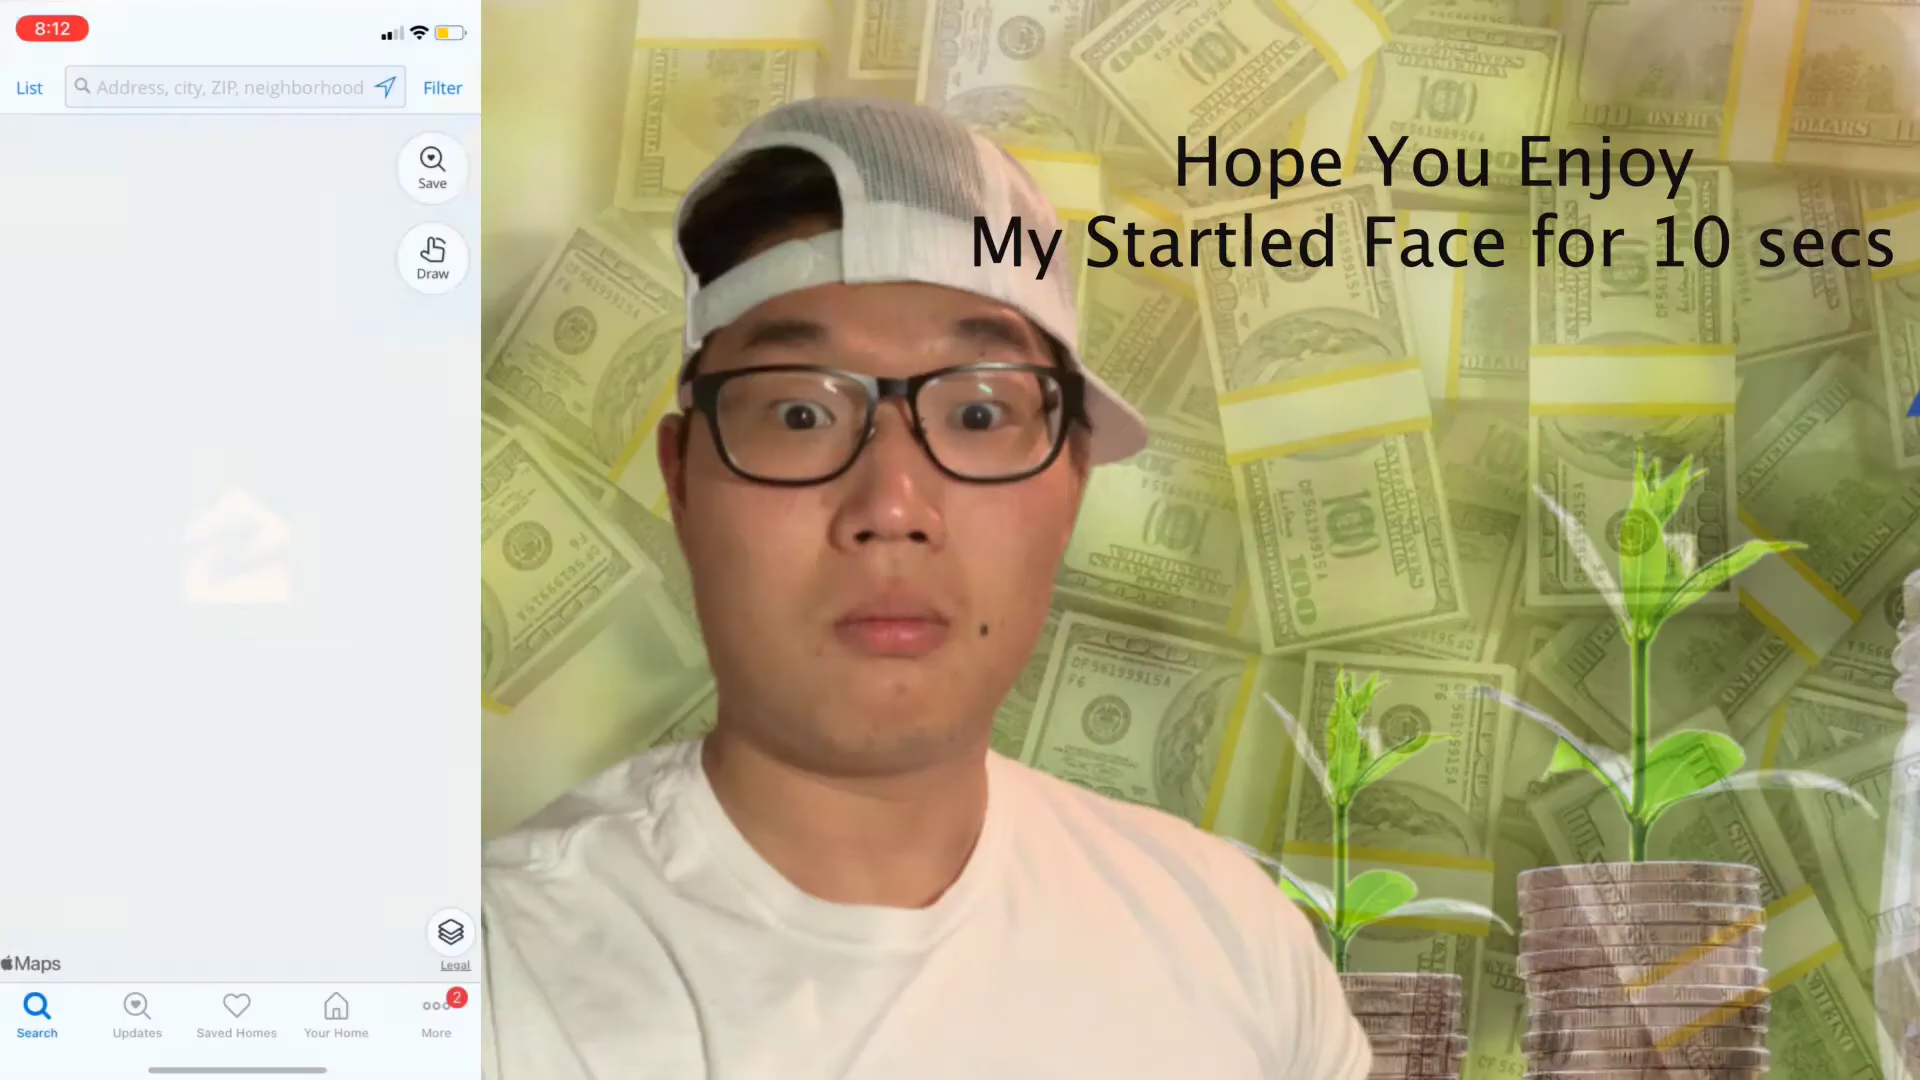 8:12
List
Address, city, ZIP, neighborhood
Filter
Save
Draw
Hope You Enjoy
My Startled Face for 10 secs
Maps
Legal
2
Search
Updates
Saved Homes
Your Home
More